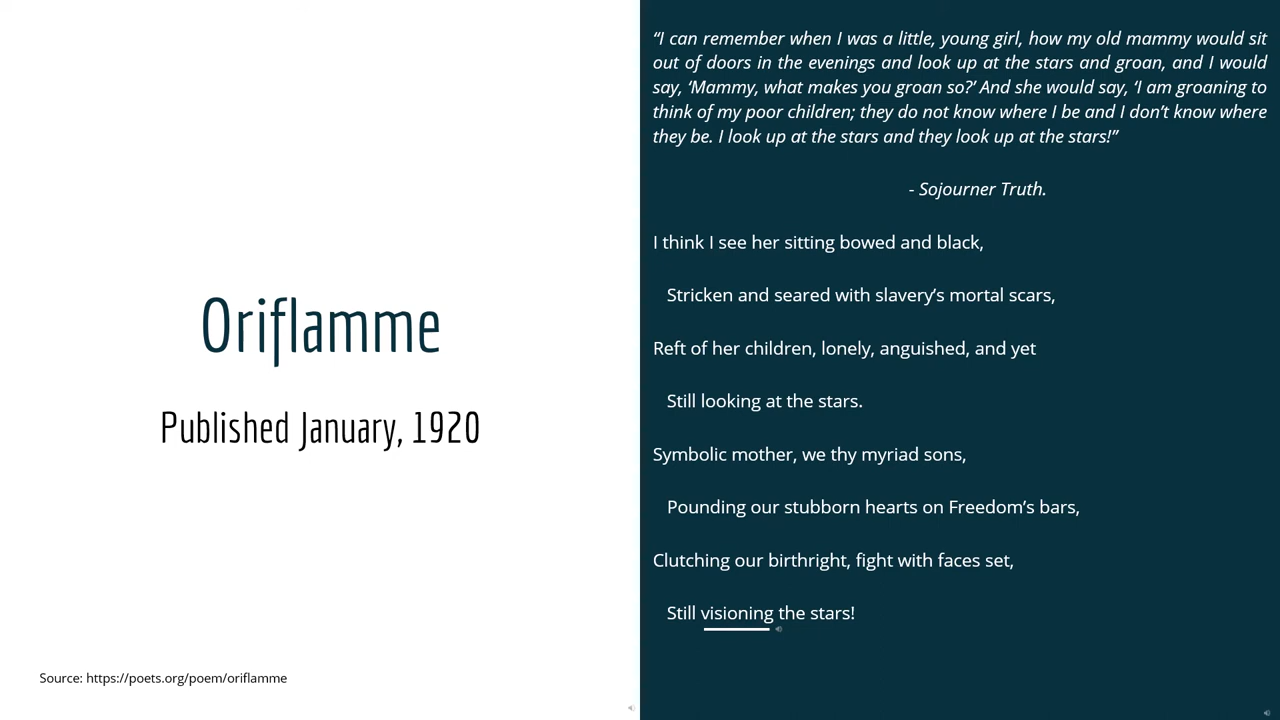 Oriflamme
Published January, 1920
Source: https://poets.org/poem/oriflamme
“I can remember when I was a little, young girl, how my old mammy would sit
out of doors in the evenings and look up at the stars and groan, and I would
say, ‘Mammy, what makes you groan so?’ And she would say, ‘I am groaning to
think of my poor children; they do not know where I be and I don’t know where
they be. I look up at the stars and they look up at the stars!”
- Sojourner Truth.
I think I see her sitting bowed and black,
Stricken and seared with slavery’s mortal scars,
Reft of her children, lonely, anguished, and yet
Still looking at the stars.
Symbolic mother, we thy myriad sons,
Pounding our stubborn hearts on Freedom’s bars,
Clutching our birthright, fight with faces set,
Still visioning the stars!